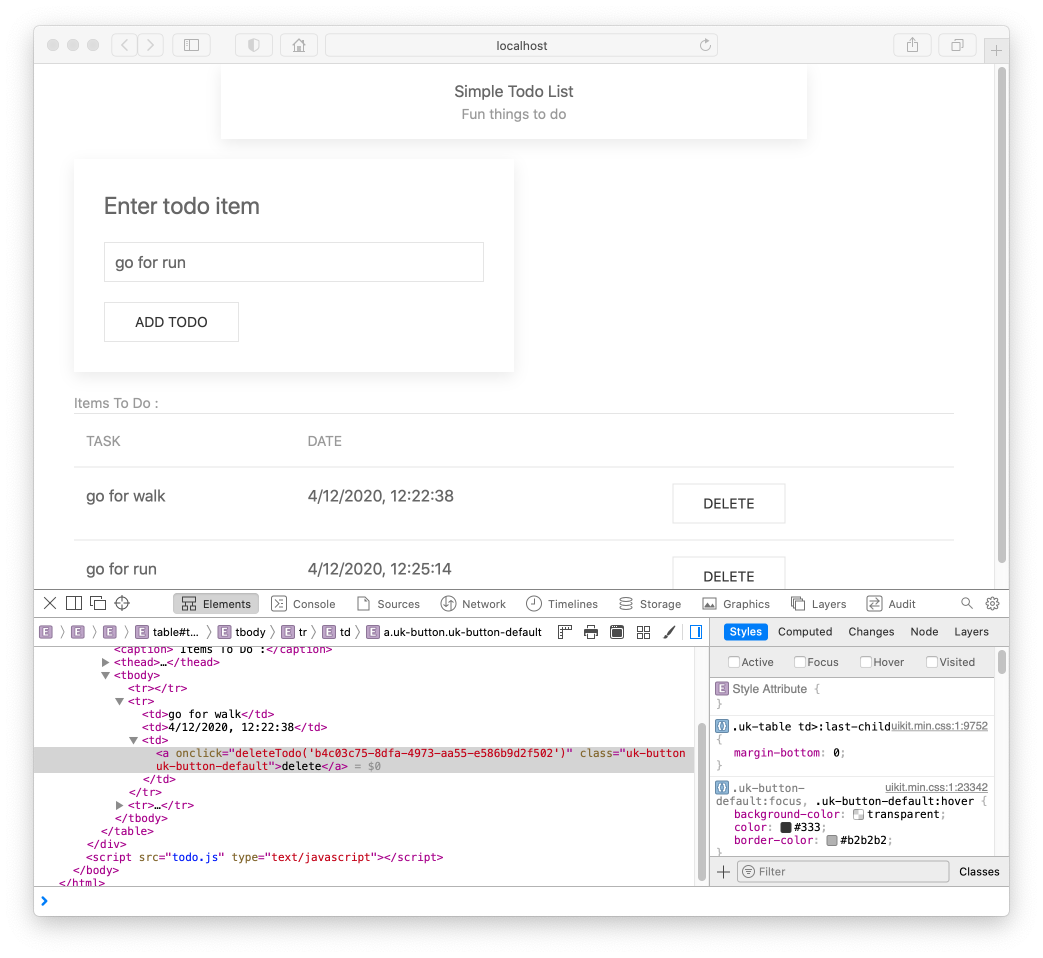 localhost
Simple Todo List
Fun things to do
Enter todo item
go for run
ADD TODO
Items To Do :
TASK DATE
go for walk 4/12/2020, 12:22:38 DELETE
go for run 4/12/2020, 12:25:14 DELETE
Elements Console Sources Network Timelines Storage Graphics Layers Audit
E E E E table#t... E tbody E tr E td E a.uk-button.uk-button-default
Styles Computed Changes Node Layers
<caption> Items To Do :</caption>
<thead>…</thead>
<tbody>
<tr></tr>
<tr>
<td>go for walk</td>
<td>4/12/2020, 12:22:38</td>
<td>
<a onclick="deleteTodo('b4c03c75-8dfa-4973-aa55-e586b9d2f502')" class="uk-button
uk-button-default">delete</a> = $0
</td>
</tr>
<tr>…</tr>
</tbody>
</table>
</div>
<script src="todo.js" type="text/javascript"></script>
</body>
</html>
Active Focus Hover Visited
E Style Attribute {
}
.uk-table td>:last-child uikit.min.css:1:9752
{
margin-bottom: 0;
}
.uk-button- uikit.min.css:1:23342
default:focus, .uk-button-default:hover {
background-color: transparent;
color: #333;
border-color: #b2b2b2;
}
Filter Classes